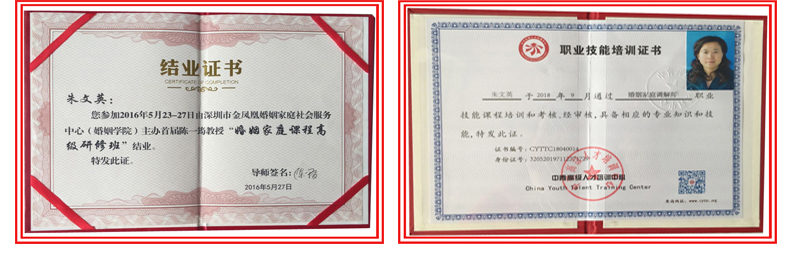 结业证书
CERTIFICATE OF COMPLETION
朱文英：
您参加2016年5月23-27日由深圳市金凤凰婚姻家庭社会服务
中心（婚姻学院）主办首届陈一筠教授“婚姻家庭课程高
级研修班”结业。
特发此证。
导师签名：
2016年5月27日
职业技能培训证书
朱文英 于 2018 年 9 月通过 婚姻家庭调解师 职业
技能课程培训和考核、经审核,具备相应的专业知识和技
能,特发此证。
证书编号：CYTTC18040014
身份证号：
中青高级人才培训中心
China Youth Talent Training Center